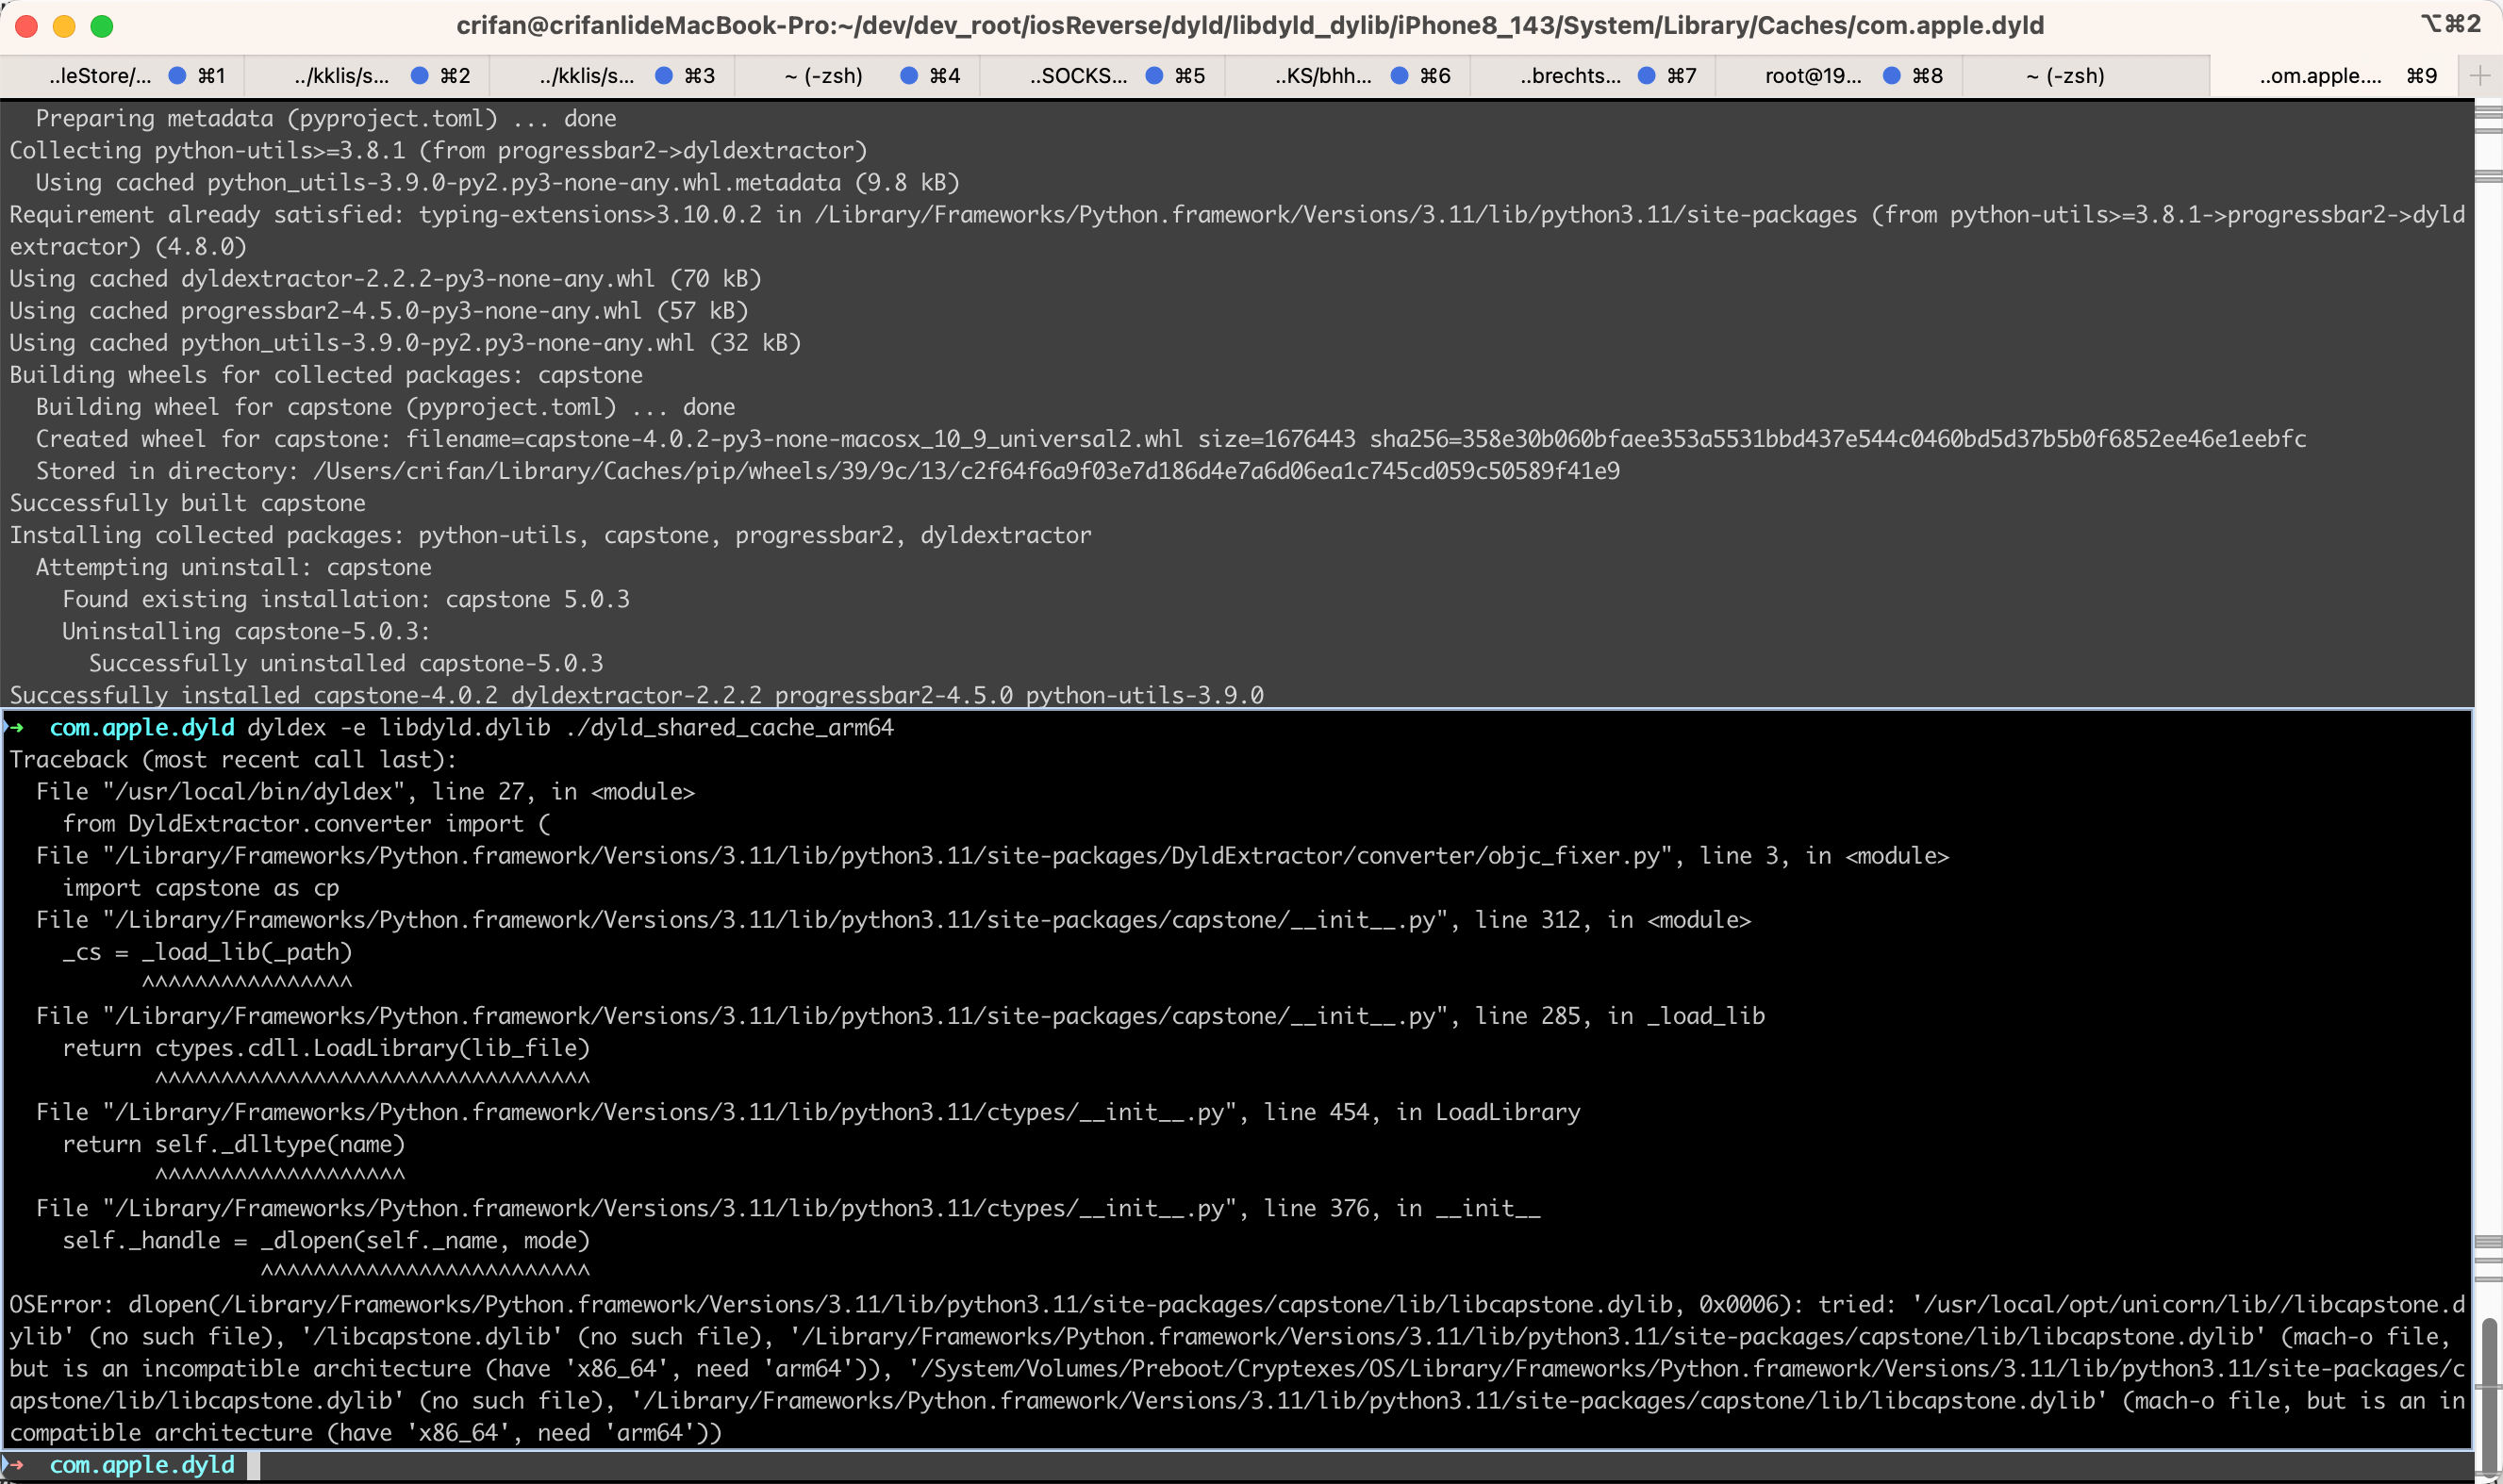 crifan@crifanlideMacBook-Pro:~/dev/dev_root/iosReverse/dyld/libdyld_dylib/iPhone8_143/System/Library/Caches/com.apple.dyld ⌥⌘2
..leStore/... ⌘1 ../kklis/s... ⌘2 ../kklis/s... ⌘3 ~ (-zsh) ⌘4 ..SOCKS... ⌘5 ..KS/bhh... ⌘6 ..brechts... ⌘7 root@19... ⌘8 ~ (-zsh) ..om.apple.... ⌘9 +
  Preparing metadata (pyproject.toml) ... done
Collecting python-utils>=3.8.1 (from progressbar2->dyldextractor)
  Using cached python_utils-3.9.0-py2.py3-none-any.whl.metadata (9.8 kB)
Requirement already satisfied: typing-extensions>3.10.0.2 in /Library/Frameworks/Python.framework/Versions/3.11/lib/python3.11/site-packages (from python-utils>=3.8.1->progressbar2->dyld
extractor) (4.8.0)
Using cached dyldextractor-2.2.2-py3-none-any.whl (70 kB)
Using cached progressbar2-4.5.0-py3-none-any.whl (57 kB)
Using cached python_utils-3.9.0-py2.py3-none-any.whl (32 kB)
Building wheels for collected packages: capstone
  Building wheel for capstone (pyproject.toml) ... done
  Created wheel for capstone: filename=capstone-4.0.2-py3-none-macosx_10_9_universal2.whl size=1676443 sha256=358e30b060bfaee353a5531bbd437e544c0460bd5d37b5b0f6852ee46e1eebfc
  Stored in directory: /Users/crifan/Library/Caches/pip/wheels/39/9c/13/c2f64f6a9f03e7d186d4e7a6d06ea1c745cd059c50589f41e9
Successfully built capstone
Installing collected packages: python-utils, capstone, progressbar2, dyldextractor
  Attempting uninstall: capstone
    Found existing installation: capstone 5.0.3
    Uninstalling capstone-5.0.3:
      Successfully uninstalled capstone-5.0.3
Successfully installed capstone-4.0.2 dyldextractor-2.2.2 progressbar2-4.5.0 python-utils-3.9.0
➜  com.apple.dyld dyldex -e libdyld.dylib ./dyld_shared_cache_arm64
Traceback (most recent call last):
  File "/usr/local/bin/dyldex", line 27, in <module>
    from DyldExtractor.converter import (
  File "/Library/Frameworks/Python.framework/Versions/3.11/lib/python3.11/site-packages/DyldExtractor/converter/objc_fixer.py", line 3, in <module>
    import capstone as cp
  File "/Library/Frameworks/Python.framework/Versions/3.11/lib/python3.11/site-packages/capstone/__init__.py", line 312, in <module>
    _cs = _load_lib(_path)
          ^^^^^^^^^^^^^^^^
  File "/Library/Frameworks/Python.framework/Versions/3.11/lib/python3.11/site-packages/capstone/__init__.py", line 285, in _load_lib
    return ctypes.cdll.LoadLibrary(lib_file)
           ^^^^^^^^^^^^^^^^^^^^^^^^^^^^^^^^^
  File "/Library/Frameworks/Python.framework/Versions/3.11/lib/python3.11/ctypes/__init__.py", line 454, in LoadLibrary
    return self._dlltype(name)
           ^^^^^^^^^^^^^^^^^^^
  File "/Library/Frameworks/Python.framework/Versions/3.11/lib/python3.11/ctypes/__init__.py", line 376, in __init__
    self._handle = _dlopen(self._name, mode)
                   ^^^^^^^^^^^^^^^^^^^^^^^^^
OSError: dlopen(/Library/Frameworks/Python.framework/Versions/3.11/lib/python3.11/site-packages/capstone/lib/libcapstone.dylib, 0x0006): tried: '/usr/local/opt/unicorn/lib//libcapstone.d
ylib' (no such file), '/libcapstone.dylib' (no such file), '/Library/Frameworks/Python.framework/Versions/3.11/lib/python3.11/site-packages/capstone/lib/libcapstone.dylib' (mach-o file,
but is an incompatible architecture (have 'x86_64', need 'arm64')), '/System/Volumes/Preboot/Cryptexes/OS/Library/Frameworks/Python.framework/Versions/3.11/lib/python3.11/site-packages/c
apstone/lib/libcapstone.dylib' (no such file), '/Library/Frameworks/Python.framework/Versions/3.11/lib/python3.11/site-packages/capstone/lib/libcapstone.dylib' (mach-o file, but is an in
compatible architecture (have 'x86_64', need 'arm64'))
➜  com.apple.dyld